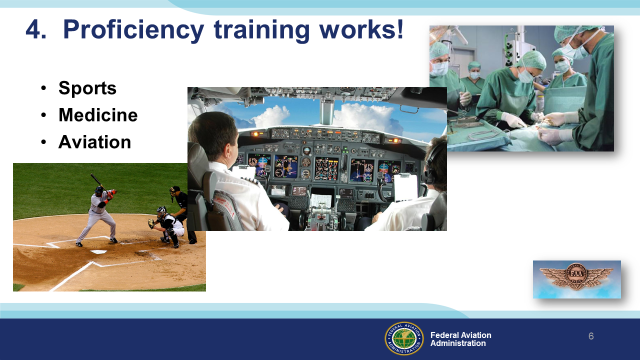 4. Proficiency training works!
• Sports
• Medicine
• Aviation
Federal Aviation
Administration
6